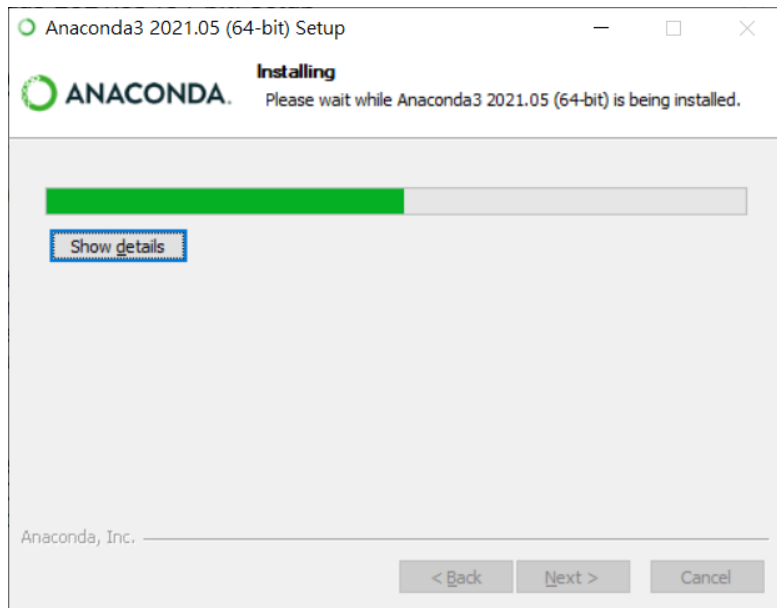 Anaconda3 2021.05 (64-bit) Setup
ANACONDA.
Installing
Please wait while Anaconda3 2021.05 (64-bit) is being installed.
Show details
Anaconda, Inc.
< Back
Next >
Cancel